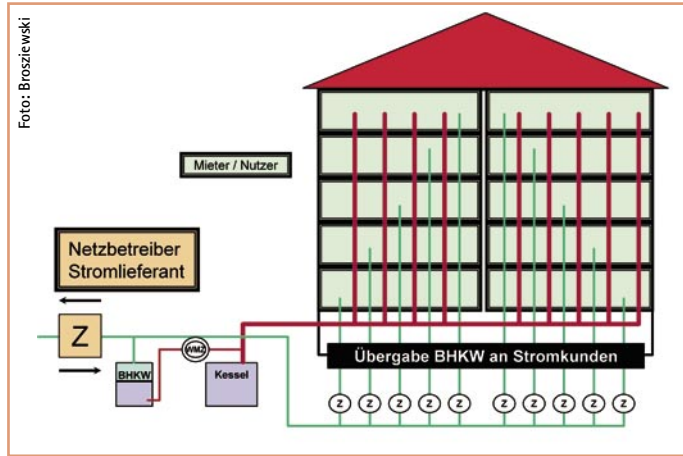 Foto: Brosziewski
Mieter / Nutzer
Netzbetreiber
Stromlieferant
Z
WMZ
BHKW
Kessel
Übergabe BHKW an Stromkunden
Z Z Z Z Z Z Z Z Z Z